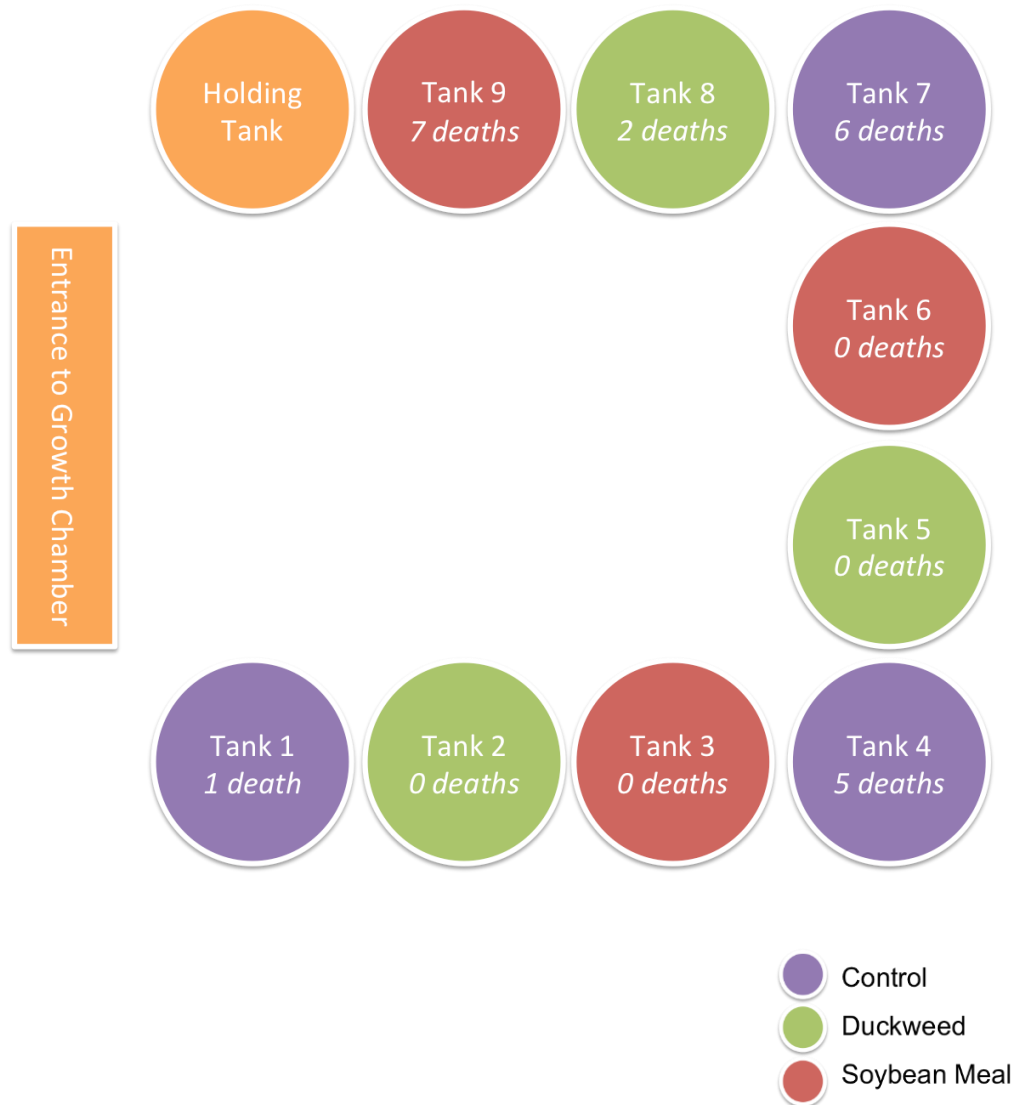 Holding
Tank
Tank 9
7 deaths
Tank 8
2 deaths
Tank 7
6 deaths
Entrance to Growth Chamber
Tank 6
0 deaths
Tank 5
0 deaths
Tank 1
1 death
Tank 2
0 deaths
Tank 3
0 deaths
Tank 4
5 deaths
Control
Duckweed
Soybean Meal